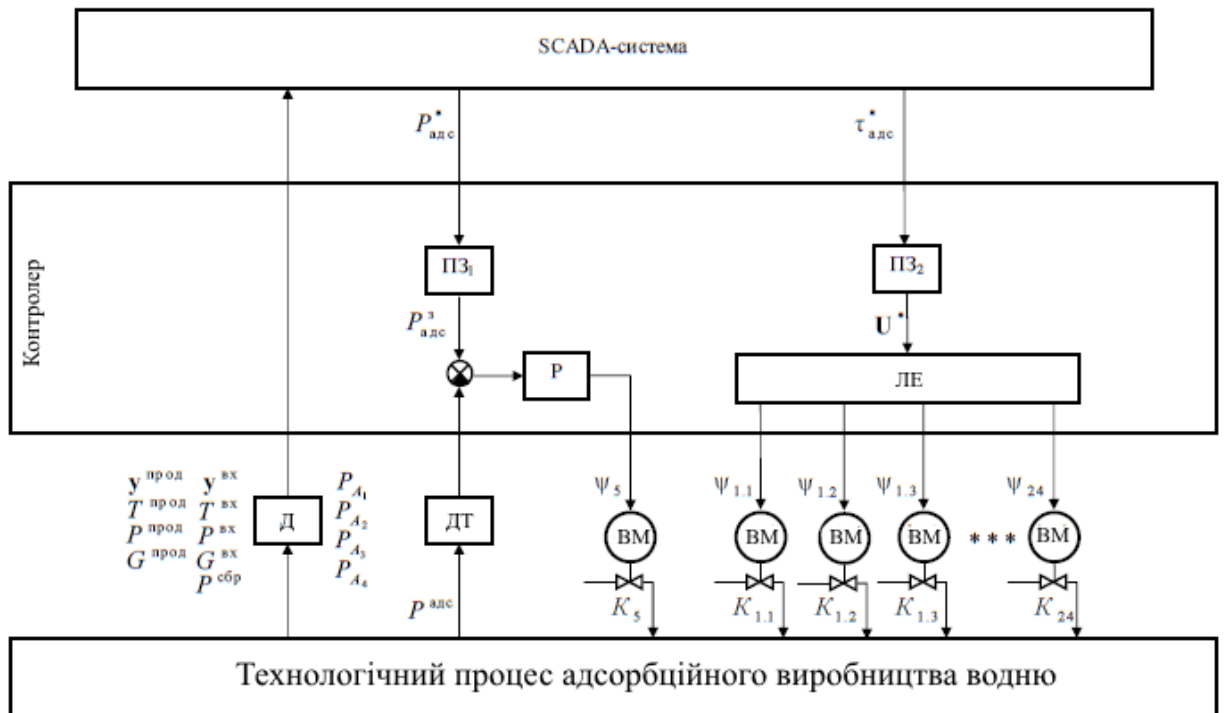 SCADA-система
P*адс
τ*адс
Контролер
ПЗ1
ПЗ2
Pзадс
U*
Р
ЛЕ
yпрод yвх PA1
Tпрод Tвх PA2
Pпрод Pвх PA3
Gпрод Gвх PA4
Pсбр
Д
ДТ
Pадс
ψ5 ψ1.1 ψ1.2 ψ1.3 ψ24
ВМ ВМ ВМ ВМ * * * ВМ
K5 K1.1 K1.2 K1.3 K24
Технологічний процес адсорбційного виробництва водню